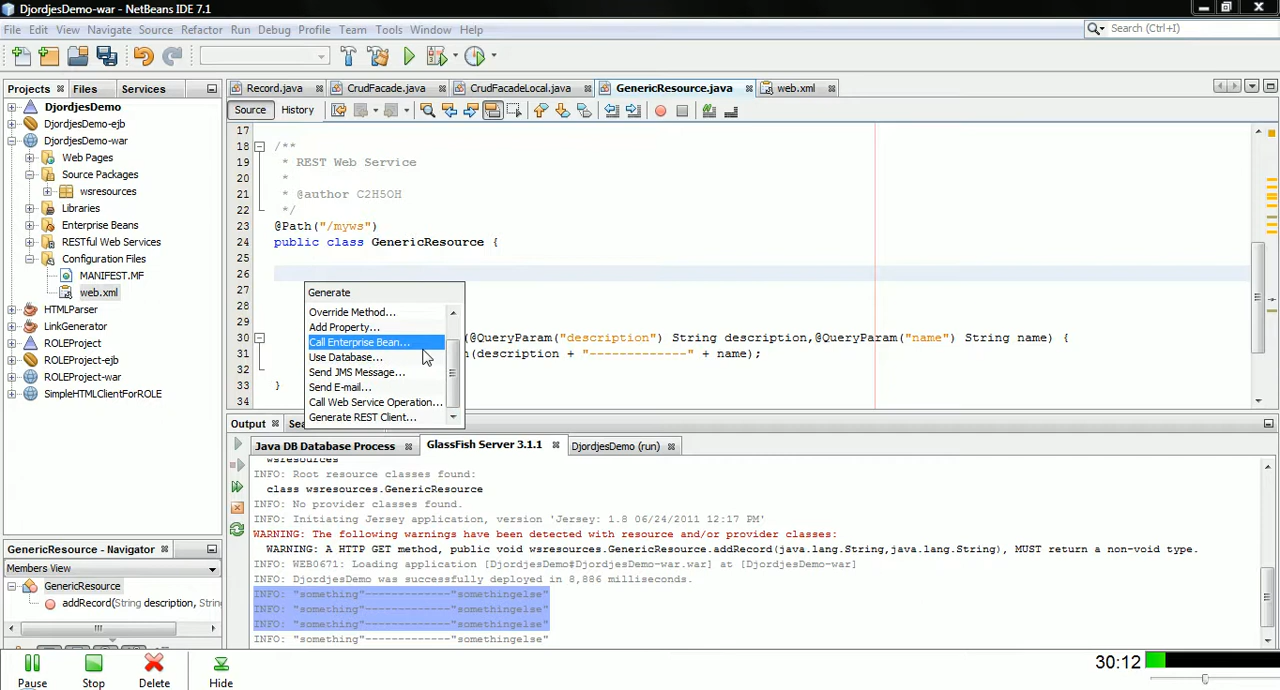 DjordjesDemo-war - NetBeans IDE 7.1
File Edit View Navigate Source Refactor Run Debug Profile Team Tools Window Help
Search (Ctrl+I)
Projects Files Services
Record.java CrudFacade.java CrudFacadeLocal.java GenericResource.java web.xml
Source History
DjordjesDemo
DjordjesDemo-ejb
DjordjesDemo-war
Web Pages
Source Packages
wsresources
Libraries
Enterprise Beans
RESTful Web Services
Configuration Files
MANIFEST.MF
web.xml
HTMLParser
LinkGenerator
ROLEProject
ROLEProject-ejb
ROLEProject-war
SimpleHTMLClientForROLE
17
18 /**
19 * REST Web Service
20 *
21 * @author C2H5OH
22 */
23 @Path("/myws")
24 public class GenericResource {
25
26
27
28
29
30 (@QueryParam("description") String description,@QueryParam("name") String name) {
31 (description + "-------------" + name);
32
33 }
34
Generate
Override Method...
Add Property...
Call Enterprise Bean...
Use Database...
Send JMS Message...
Send E-mail...
Call Web Service Operation...
Generate REST Client...
Output
Java DB Database Process GlassFish Server 3.1.1 DjordjesDemo (run)
wsresources
INFO: Root resource classes found:
class wsresources.GenericResource
INFO: No provider classes found.
INFO: Initiating Jersey application, version 'Jersey: 1.8 06/24/2011 12:17 PM'
WARNING: The following warnings have been detected with resource and/or provider classes:
WARNING: A HTTP GET method, public void wsresources.GenericResource.addRecord(java.lang.String,java.lang.String), MUST return a non-void type.
INFO: WEB0671: Loading application [DjordjesDemo#DjordjesDemo-war.war] at [DjordjesDemo-war]
INFO: DjordjesDemo was successfully deployed in 8,886 milliseconds.
INFO: "something"-------------"somethingelse"
INFO: "something"-------------"somethingelse"
INFO: "something"-------------"somethingelse"
INFO: "something"-------------"somethingelse"
GenericResource - Navigator
Members View
GenericResource
addRecord(String description, Strin
Pause Stop Delete Hide
30:12